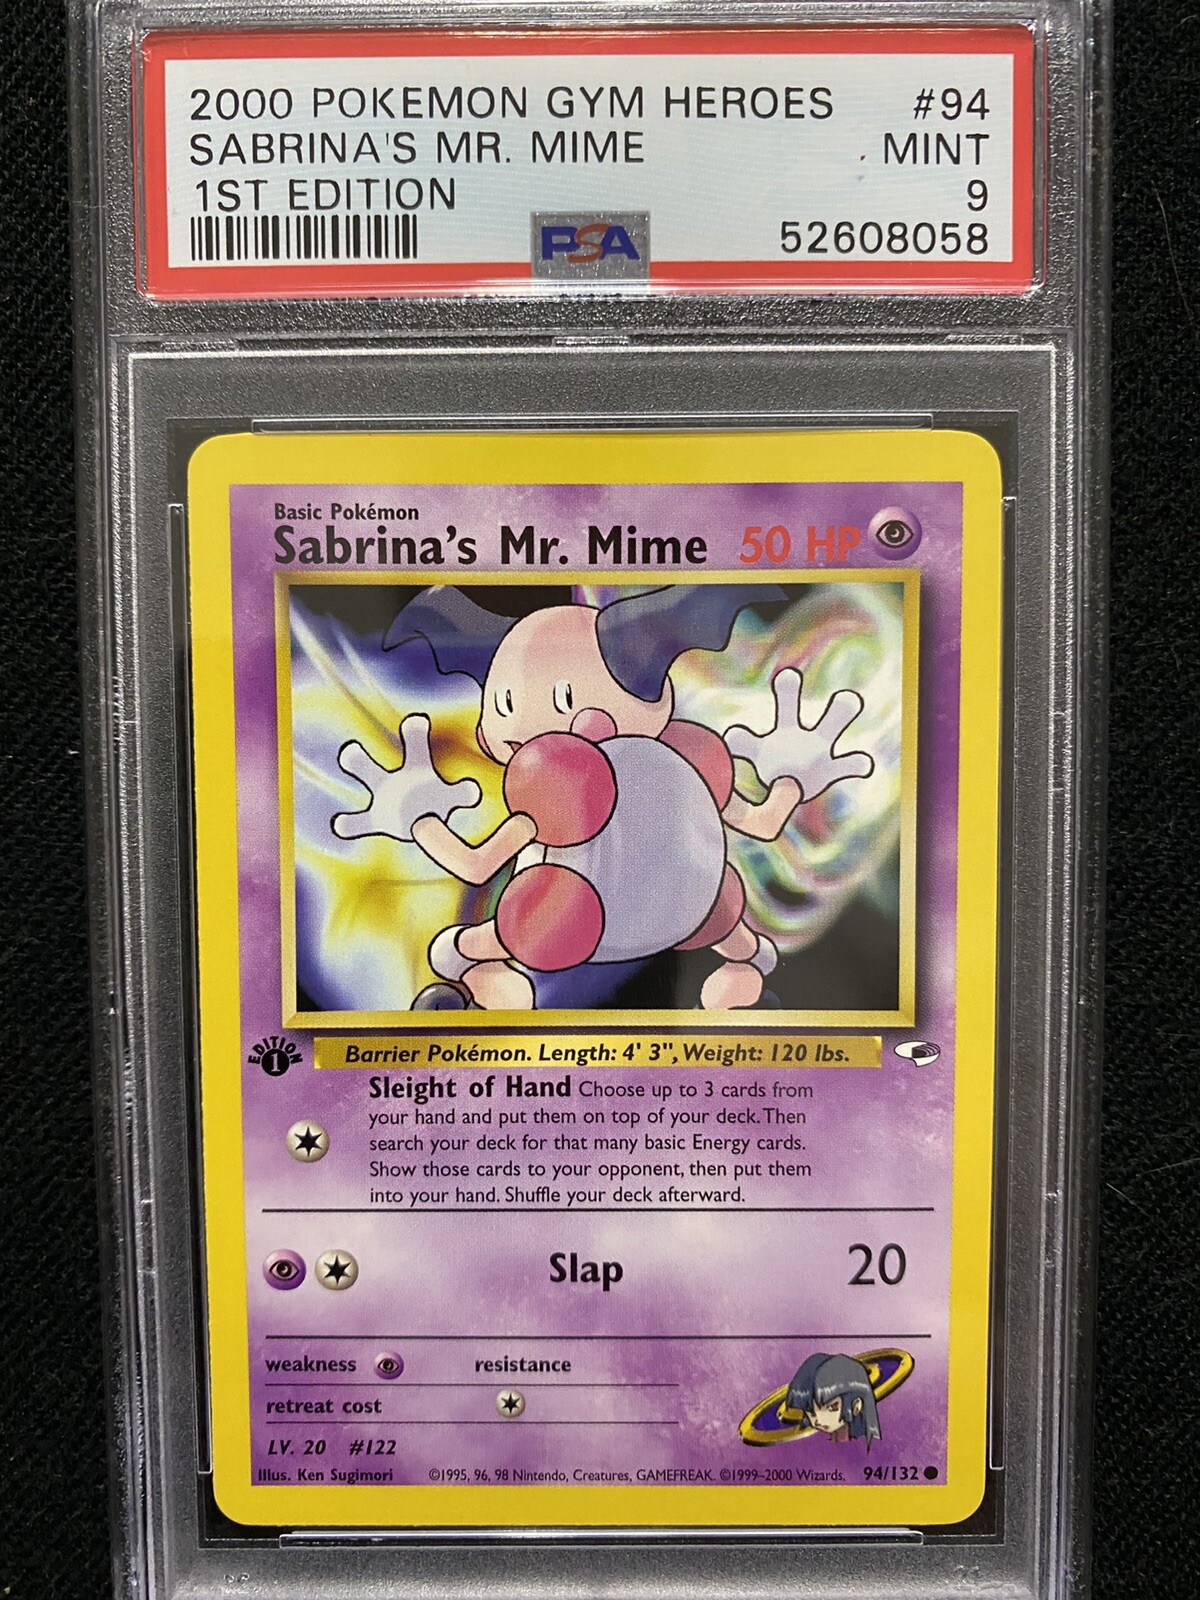 2000 POKEMON GYM HEROES #94
SABRINA'S MR. MIME MINT
1ST EDITION 9
PSA 52608058
Basic Pokémon
Sabrina's Mr. Mime 50 HP
EDITION 1
Barrier Pokémon. Length: 4' 3", Weight: 120 lbs.
Sleight of Hand Choose up to 3 cards from
your hand and put them on top of your deck. Then
search your deck for that many basic Energy cards.
Show those cards to your opponent, then put them
into your hand. Shuffle your deck afterward.
Slap 20
weakness resistance
retreat cost
LV. 20 #122
Illus. Ken Sugimori ©1995, 96, 98 Nintendo, Creatures, GAMEFREAK. ©1999-2000 Wizards. 94/132